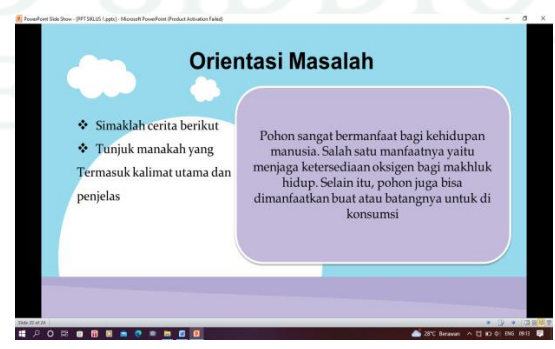 PowerPoint Slide Show - [PPT SIKLUS 1.pptx] - Microsoft PowerPoint (Product Activation Failed)
Orientasi Masalah
❖ Simaklah cerita berikut
❖ Tunjuk manakah yang
Termasuk kalimat utama dan
penjelas
Pohon sangat bermanfaat bagi kehidupan
manusia. Salah satu manfaatnya yaitu
menjaga ketersediaan oksigen bagi makhluk
hidup. Selain itu, pohon juga bisa
dimanfaatkan buat atau batangnya untuk di
konsumsi
28°C Berawan
ENG